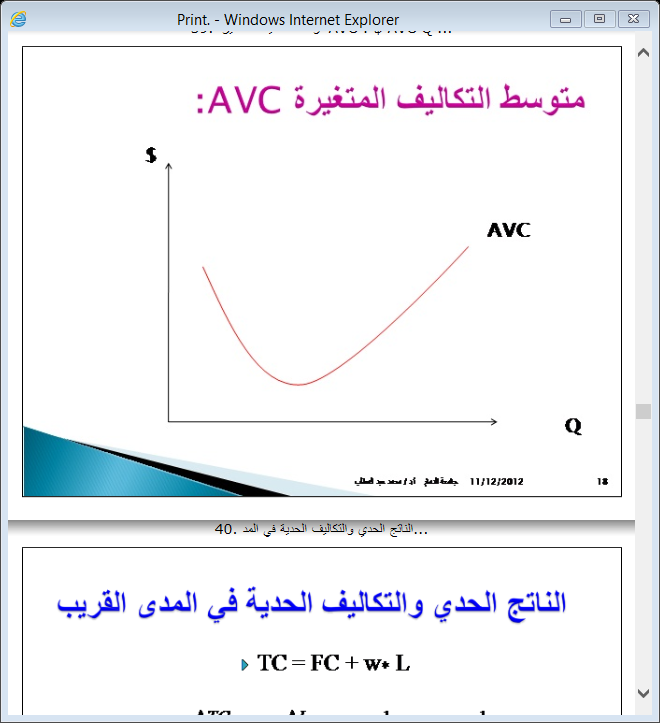 Print. - Windows Internet Explorer
متوسط التكاليف المتغيرة AVC:
$
AVC
Q
11/12/2012
18
40. الناتج الحدي والتكاليف الحدية في المد...
الناتج الحدي والتكاليف الحدية في المدى القريب
TC = FC + w* L